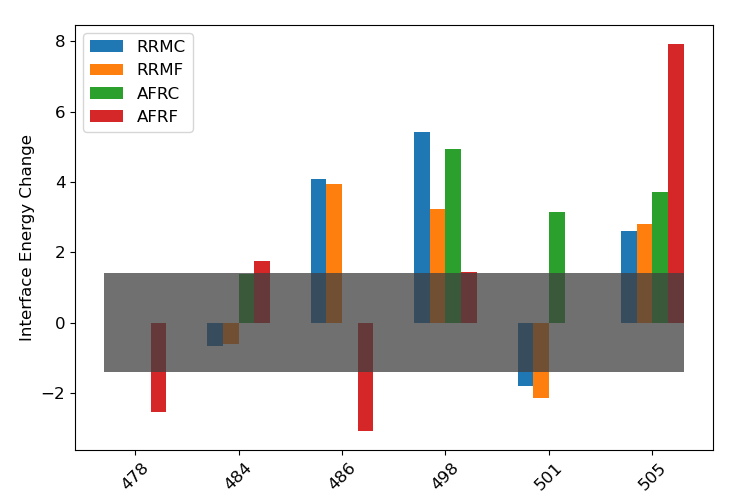 RRMC
RRMF
AFRC
AFRF
Interface Energy Change
8
6
4
2
0
−2
478
484
486
498
501
505